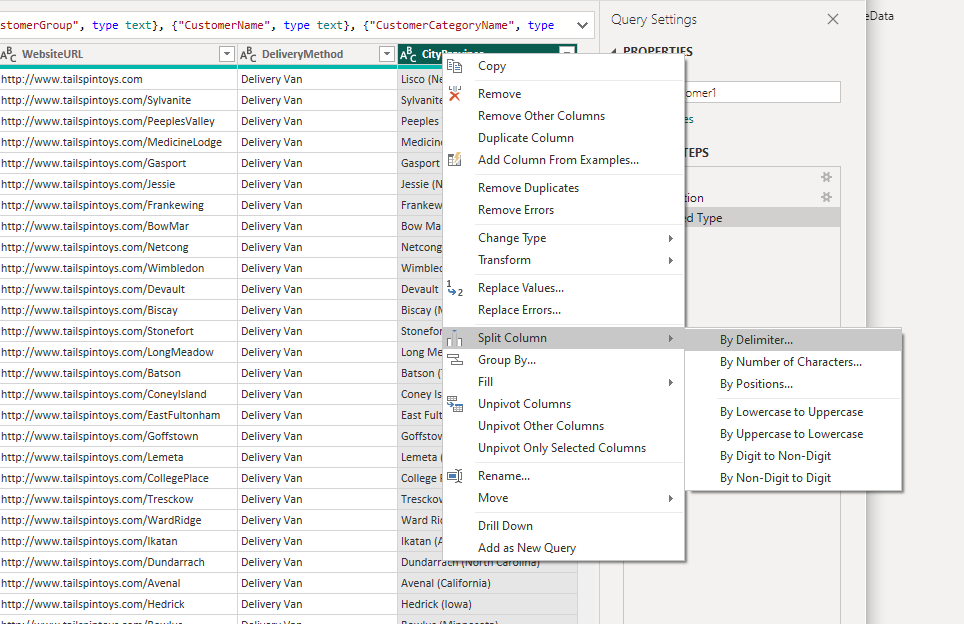 stomerGroup", type text}, {"CustomerName", type text}, {"CustomerCategoryName", type
Query Settings
eData
WebsiteURL
DeliveryMethod
PROPERTIES
omer1
es
TEPS
tion
d Type
http://www.tailspintoys.com Delivery Van Lisco (Ne
http://www.tailspintoys.com/Sylvanite Delivery Van Sylvanite
http://www.tailspintoys.com/PeeplesValley Delivery Van Peeples
http://www.tailspintoys.com/MedicineLodge Delivery Van Medicine
http://www.tailspintoys.com/Gasport Delivery Van Gasport
http://www.tailspintoys.com/Jessie Delivery Van Jessie (N
http://www.tailspintoys.com/Frankewing Delivery Van Frankew
http://www.tailspintoys.com/BowMar Delivery Van Bow Ma
http://www.tailspintoys.com/Netcong Delivery Van Netcong
http://www.tailspintoys.com/Wimbledon Delivery Van Wimbled
http://www.tailspintoys.com/Devault Delivery Van Devault
http://www.tailspintoys.com/Biscay Delivery Van Biscay (M
http://www.tailspintoys.com/Stonefort Delivery Van Stonefor
http://www.tailspintoys.com/LongMeadow Delivery Van Long Me
http://www.tailspintoys.com/Batson Delivery Van Batson (T
http://www.tailspintoys.com/ConeyIsland Delivery Van Coney Is
http://www.tailspintoys.com/EastFultonham Delivery Van East Fult
http://www.tailspintoys.com/Goffstown Delivery Van Goffstow
http://www.tailspintoys.com/Lemeta Delivery Van Lemeta (
http://www.tailspintoys.com/CollegePlace Delivery Van College P
http://www.tailspintoys.com/Tresckow Delivery Van Tresckow
http://www.tailspintoys.com/WardRidge Delivery Van Ward Rid
http://www.tailspintoys.com/Ikatan Delivery Van Ikatan (A
http://www.tailspintoys.com/Dundarrach Delivery Van Dundarrach (North Carolina)
http://www.tailspintoys.com/Avenal Delivery Van Avenal (California)
http://www.tailspintoys.com/Hedrick Delivery Van Hedrick (Iowa)
Copy
Remove
Remove Other Columns
Duplicate Column
Add Column From Examples...
Remove Duplicates
Remove Errors
Change Type
Transform
Replace Values...
Replace Errors...
Split Column
Group By...
Fill
Unpivot Columns
Unpivot Other Columns
Unpivot Only Selected Columns
Rename...
Move
Drill Down
Add as New Query
By Delimiter...
By Number of Characters...
By Positions...
By Lowercase to Uppercase
By Uppercase to Lowercase
By Digit to Non-Digit
By Non-Digit to Digit